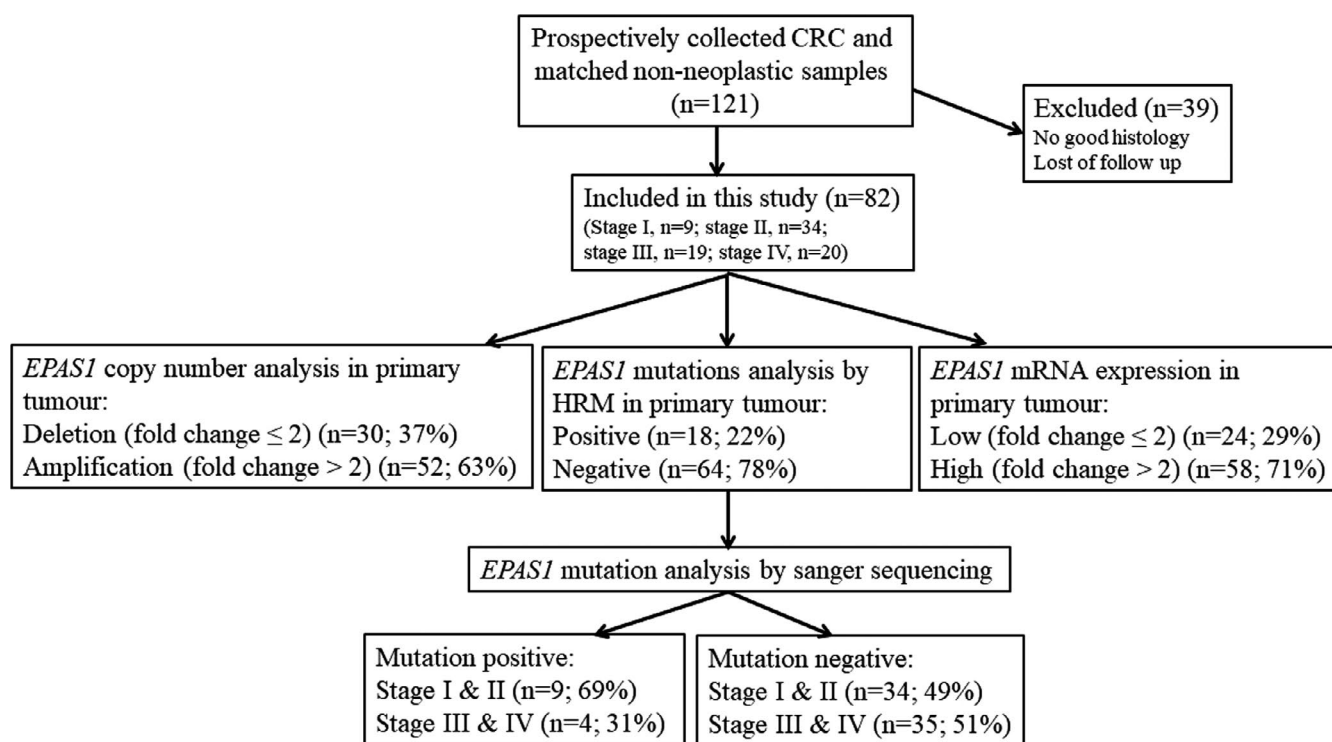 Prospectively collected CRC and
matched non-neoplastic samples
(n=121)
Excluded (n=39)
No good histology
Lost of follow up
Included in this study (n=82)
(Stage I, n=9; stage II, n=34;
stage III, n=19; stage IV, n=20)
EPAS1 copy number analysis in primary
tumour:
Deletion (fold change ≤ 2) (n=30; 37%)
Amplification (fold change > 2) (n=52; 63%)
EPAS1 mutations analysis by
HRM in primary tumour:
Positive (n=18; 22%)
Negative (n=64; 78%)
EPAS1 mRNA expression in
primary tumour:
Low (fold change ≤ 2) (n=24; 29%)
High (fold change > 2) (n=58; 71%)
EPAS1 mutation analysis by sanger sequencing
Mutation positive:
Stage I & II (n=9; 69%)
Stage III & IV (n=4; 31%)
Mutation negative:
Stage I & II (n=34; 49%)
Stage III & IV (n=35; 51%)